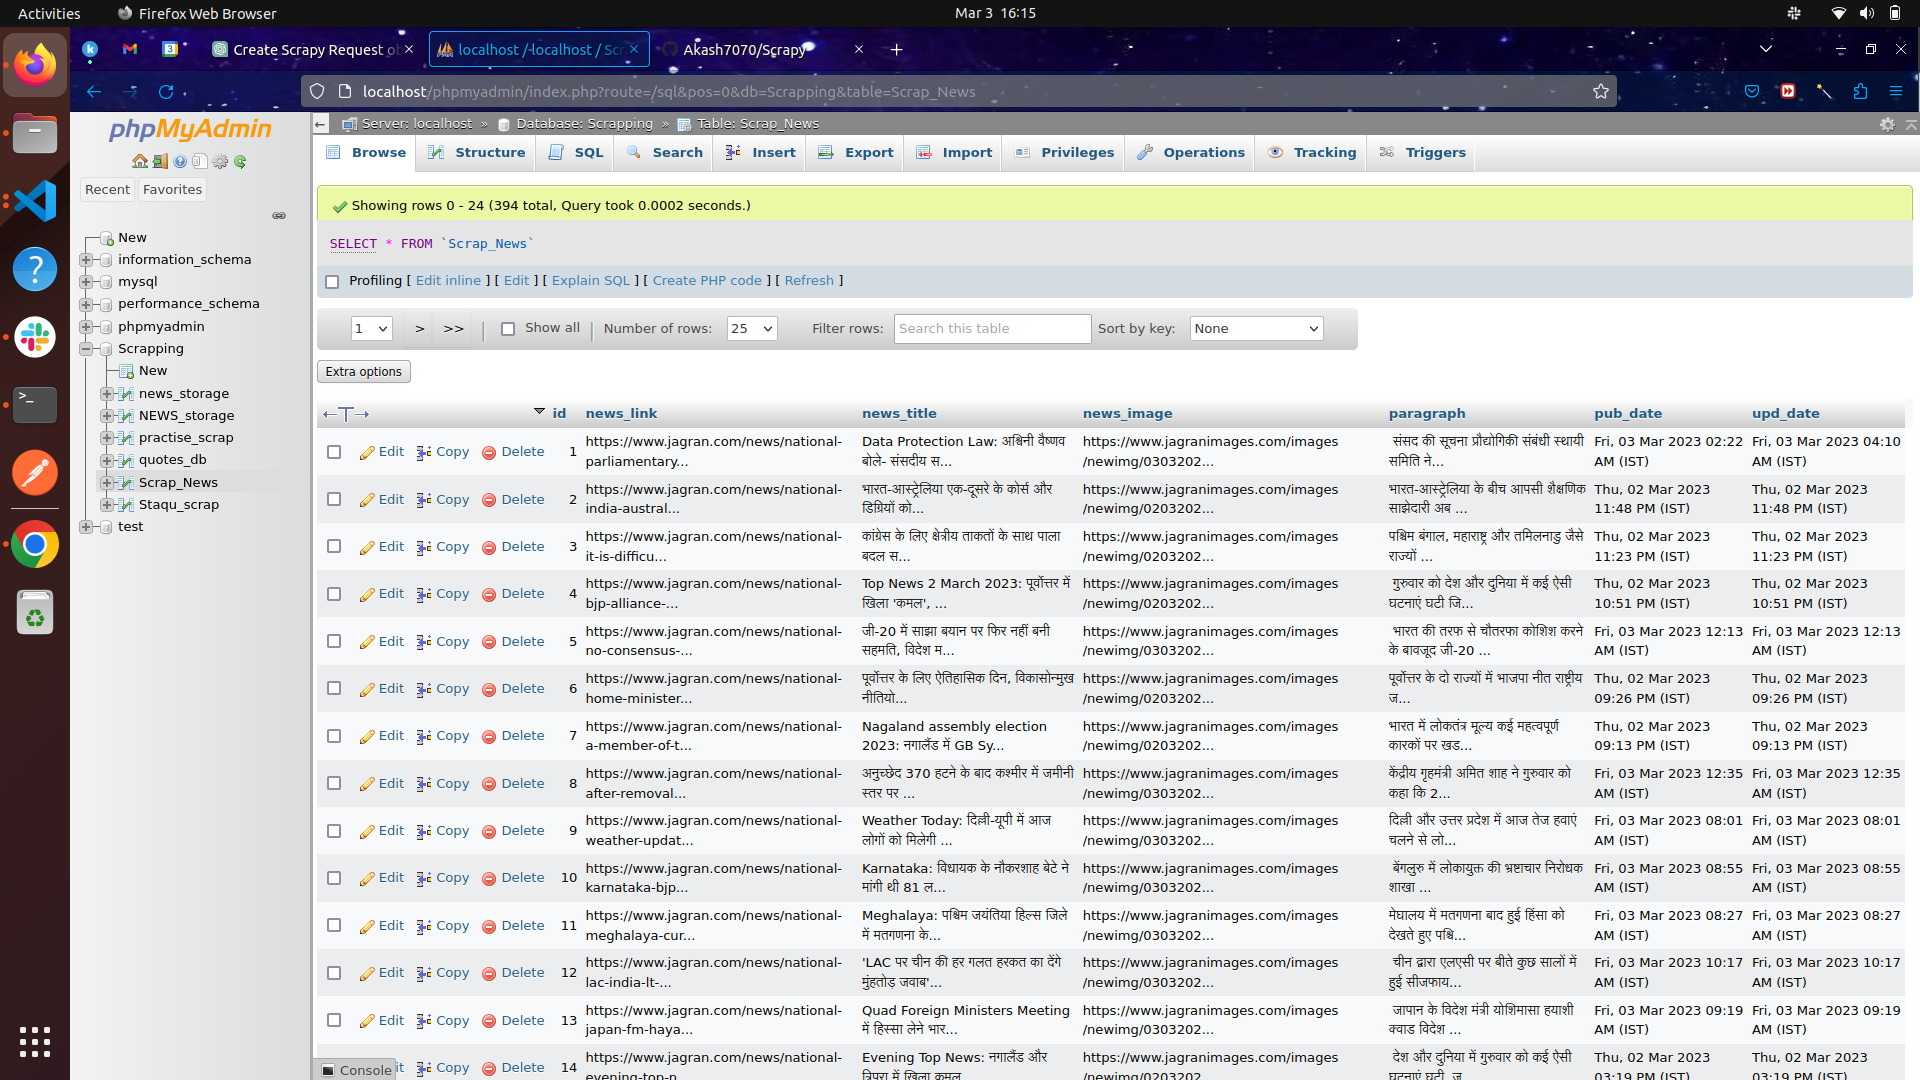 Activities
Firefox Web Browser
Mar 3 16:15
Create Scrapy Request ob
localhost / localhost / Scr
Akash7070/Scrapy
localhost/phpmyadmin/index.php?route=/sql&pos=0&db=Scrapping&table=Scrap_News
phpMyAdmin
Recent
Favorites
New
information_schema
mysql
performance_schema
phpmyadmin
Scrapping
New
news_storage
NEWS_storage
practise_scrap
quotes_db
Scrap_News
Staqu_scrap
test
Server: localhost » Database: Scrapping » Table: Scrap_News
Browse Structure SQL Search Insert Export Import Privileges Operations Tracking Triggers
Showing rows 0 - 24 (394 total, Query took 0.0002 seconds.)
SELECT * FROM `Scrap_News`
Profiling [ Edit inline ] [ Edit ] [ Explain SQL ] [ Create PHP code ] [ Refresh ]
1 > >> Show all Number of rows: 25 Filter rows: Search this table Sort by key: None
Extra options
id news_link news_title news_image paragraph pub_date upd_date
Edit Copy Delete 1 https://www.jagran.com/news/national- Data Protection Law: अश्विनी वैष्णव https://www.jagranimages.com/images संसद की सूचना प्रौद्योगिकी संबंधी स्थायी Fri, 03 Mar 2023 02:22 Fri, 03 Mar 2023 04:10
parliamentary... बोले- संसदीय स... /newimg/0303202... समिति ने... AM (IST) AM (IST)
Edit Copy Delete 2 https://www.jagran.com/news/national- भारत-आस्ट्रेलिया एक-दूसरे के कोर्स और https://www.jagranimages.com/images भारत-आस्ट्रेलिया के बीच आपसी शैक्षणिक Thu, 02 Mar 2023 Thu, 02 Mar 2023
india-austral... डिग्रियों को... /newimg/0203202... साझेदारी अब ... 11:48 PM (IST) 11:48 PM (IST)
Edit Copy Delete 3 https://www.jagran.com/news/national- कांग्रेस के लिए क्षेत्रीय ताकतों के साथ पाला https://www.jagranimages.com/images पश्चिम बंगाल, महाराष्ट्र और तमिलनाडु जैसे Thu, 02 Mar 2023 Thu, 02 Mar 2023
it-is-difficu... बदल स... /newimg/0203202... राज्यों ... 11:23 PM (IST) 11:23 PM (IST)
Edit Copy Delete 4 https://www.jagran.com/news/national- Top News 2 March 2023: पूर्वोत्तर में https://www.jagranimages.com/images गुरुवार को देश और दुनिया में कई ऐसी Thu, 02 Mar 2023 Thu, 02 Mar 2023
bjp-alliance-... खिला 'कमल', ... /newimg/0203202... घटनाएं घटी जि... 10:51 PM (IST) 10:51 PM (IST)
Edit Copy Delete 5 https://www.jagran.com/news/national- जी-20 में साझा बयान पर फिर नहीं बनी https://www.jagranimages.com/images भारत की तरफ से चौतरफा कोशिश करने Fri, 03 Mar 2023 12:13 Fri, 03 Mar 2023 12:13
no-consensus-... सहमति, विदेश म... /newimg/0303202... के बावजूद जी-20 ... AM (IST) AM (IST)
Edit Copy Delete 6 https://www.jagran.com/news/national- पूर्वोत्तर के लिए ऐतिहासिक दिन, विकासोन्मुख https://www.jagranimages.com/images पूर्वोत्तर के दो राज्यों में भाजपा नीत राष्ट्रीय Thu, 02 Mar 2023 Thu, 02 Mar 2023
home-minister... नीतियो... /newimg/0203202... ज... 09:26 PM (IST) 09:26 PM (IST)
Edit Copy Delete 7 https://www.jagran.com/news/national- Nagaland assembly election https://www.jagranimages.com/images भारत में लोकतंत्र मूल्य कई महत्वपूर्ण Thu, 02 Mar 2023 Thu, 02 Mar 2023
a-member-of-t... 2023: नगालैंड में GB Sy... /newimg/0203202... कारकों पर खड... 09:13 PM (IST) 09:13 PM (IST)
Edit Copy Delete 8 https://www.jagran.com/news/national- अनुच्छेद 370 हटने के बाद कश्मीर में जमीनी https://www.jagranimages.com/images केंद्रीय गृहमंत्री अमित शाह ने गुरुवार को Fri, 03 Mar 2023 12:35 Fri, 03 Mar 2023 12:35
after-removal... स्तर पर ... /newimg/0303202... कहा कि 2... AM (IST) AM (IST)
Edit Copy Delete 9 https://www.jagran.com/news/national- Weather Today: दिल्ली-यूपी में आज https://www.jagranimages.com/images दिल्ली और उत्तर प्रदेश में आज तेज हवाएं Fri, 03 Mar 2023 08:01 Fri, 03 Mar 2023 08:01
weather-updat... लोगों को मिलेगी ... /newimg/0303202... चलने से लो... AM (IST) AM (IST)
Edit Copy Delete 10 https://www.jagran.com/news/national- Karnataka: विधायक के नौकरशाह बेटे ने https://www.jagranimages.com/images बेंगलुरु में लोकायुक्त की भ्रष्टाचार निरोधक Fri, 03 Mar 2023 08:55 Fri, 03 Mar 2023 08:55
karnataka-bjp... मांगी थी 81 ल... /newimg/0303202... शाखा ... AM (IST) AM (IST)
Edit Copy Delete 11 https://www.jagran.com/news/national- Meghalaya: पश्चिम जयंतिया हिल्स जिले https://www.jagranimages.com/images मेघालय में मतगणना बाद हुई हिंसा को Fri, 03 Mar 2023 08:27 Fri, 03 Mar 2023 08:27
meghalaya-cur... में मतगणना के... /newimg/0303202... देखते हुए पश्चि... AM (IST) AM (IST)
Edit Copy Delete 12 https://www.jagran.com/news/national- 'LAC पर चीन की हर गलत हरकत का देंगे https://www.jagranimages.com/images चीन द्वारा एलएसी पर बीते कुछ सालों में Fri, 03 Mar 2023 10:17 Fri, 03 Mar 2023 10:17
lac-india-lt-... मुंहतोड़ जवाब'... /newimg/0303202... हुई सीजफाय... AM (IST) AM (IST)
Edit Copy Delete 13 https://www.jagran.com/news/national- Quad Foreign Ministers Meeting https://www.jagranimages.com/images जापान के विदेश मंत्री योशिमासा हयाशी Fri, 03 Mar 2023 09:19 Fri, 03 Mar 2023 09:19
japan-fm-haya... में हिस्सा लेने भार... /newimg/0303202... क्वाड विदेश ... AM (IST) AM (IST)
Copy Delete 14 https://www.jagran.com/news/national- Evening Top News: नगालैंड और https://www.jagranimages.com/images देश और दुनिया में गुरुवार को कई ऐसी Thu, 02 Mar 2023 Thu, 02 Mar 2023
evening-top-n... त्रिपुरा में खिला कमल /newimg/0203202... घटनाएं घटी 03:19 PM (IST) 03:19 PM (IST)
Console